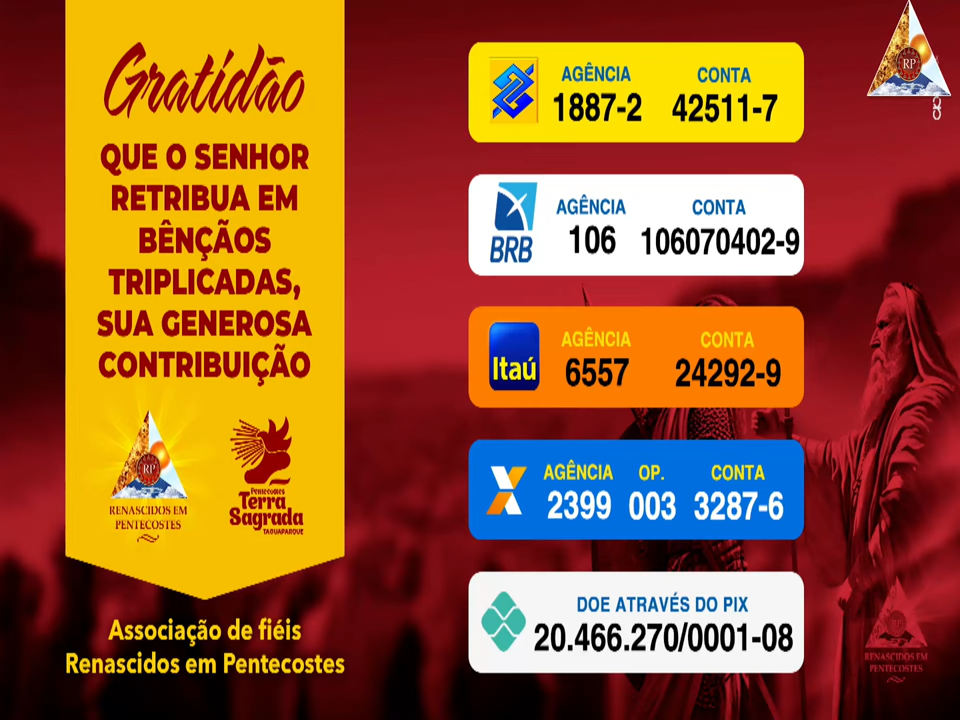 Gratidão
QUE O SENHOR
RETRIBUA EM
BÊNÇÃOS
TRIPLICADAS,
SUA GENEROSA
CONTRIBUIÇÃO
RP
RENASCIDOS EM
PENTECOSTES
PENTECOSTES
Terra
Sagrada
TAGUAPARQUE
Associação de fiéis
Renascidos em Pentecostes
AGÊNCIA CONTA
1887-2 42511-7
BRB
AGÊNCIA CONTA
106 106070402-9
Itaú
AGÊNCIA CONTA
6557 24292-9
AGÊNCIA OP. CONTA
2399 003 3287-6
DOE ATRAVÉS DO PIX
20.466.270/0001-08
RP
RP
RENASCIDOS EM
PENTECOSTES